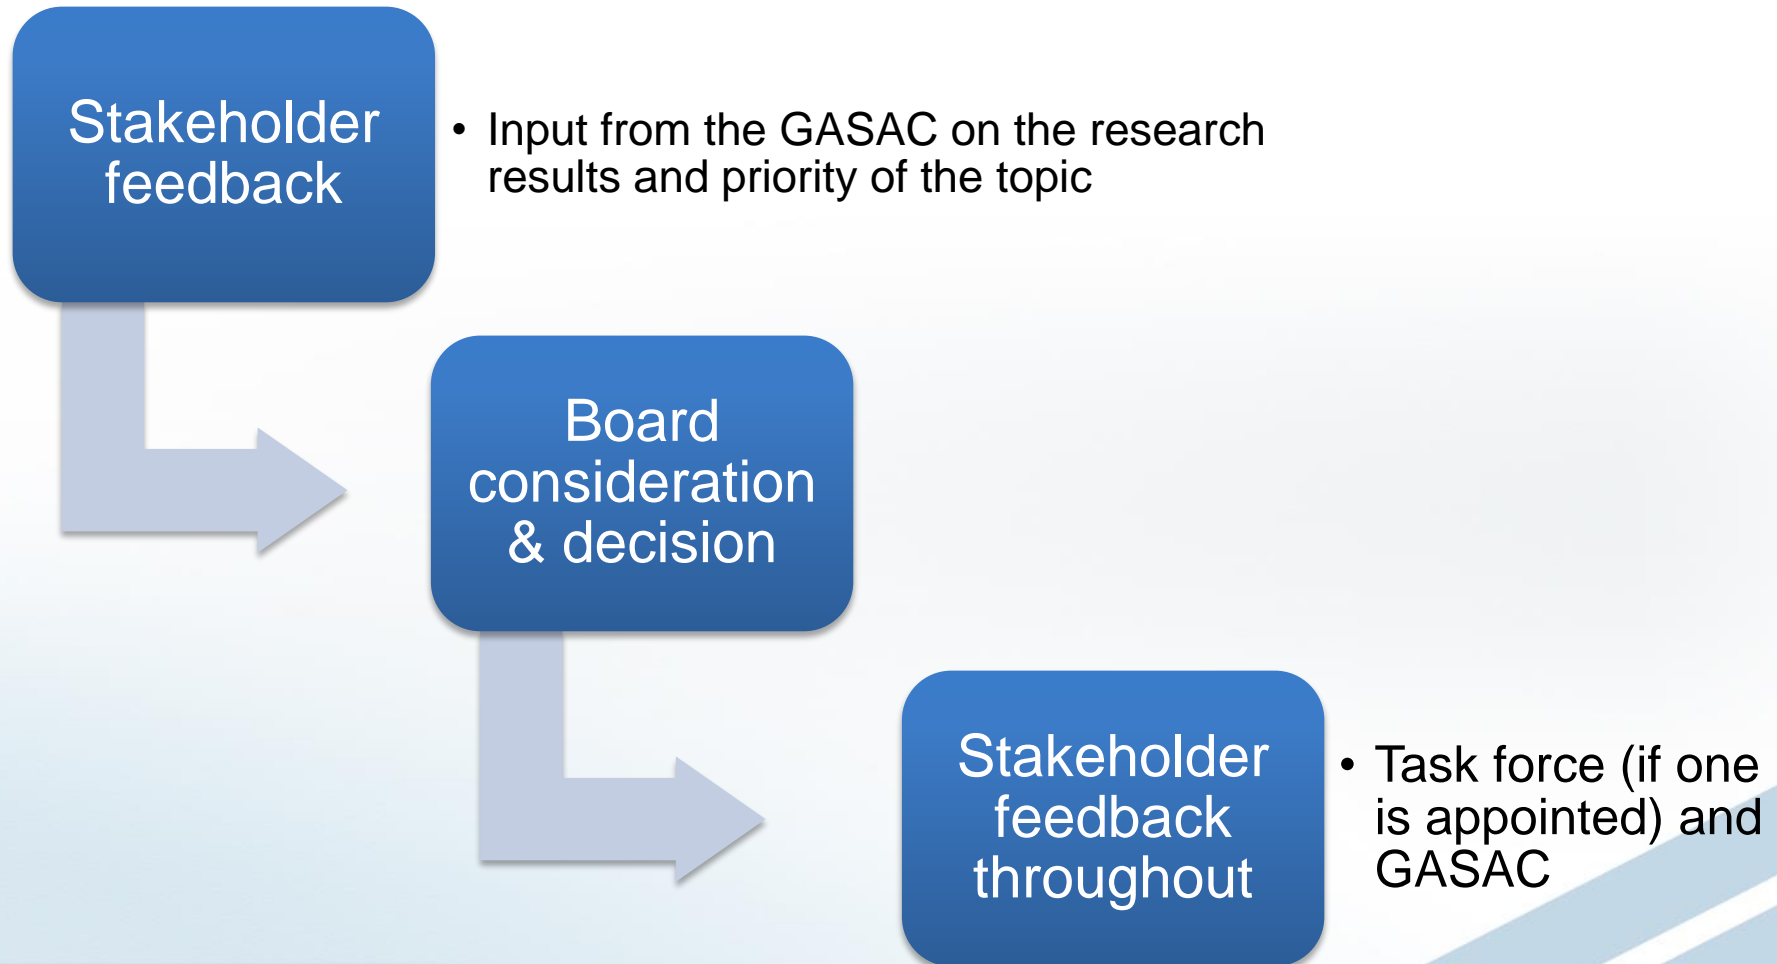 Stakeholder
feedback
• Input from the GASAC on the research
results and priority of the topic
Board
consideration
& decision
Stakeholder
feedback
throughout
• Task force (if one
is appointed) and
GASAC